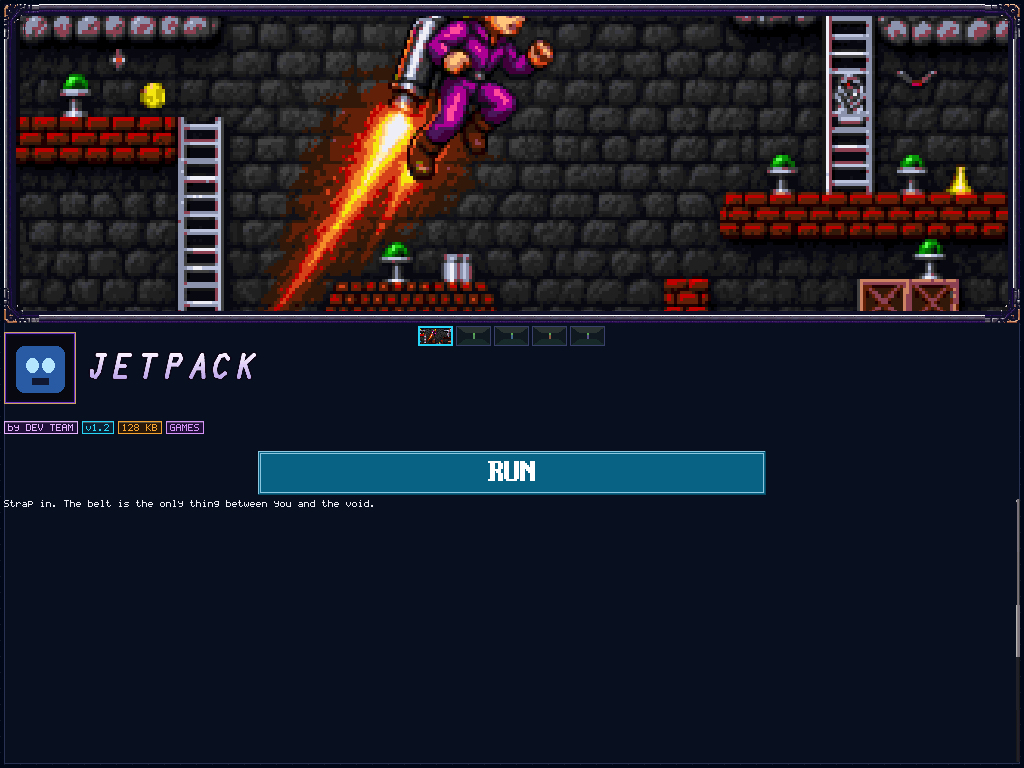 JETPACK
by DEV TEAM v1.2 128 KB GAMES
RUN
Strap in. The belt is the only thing between you and the void.